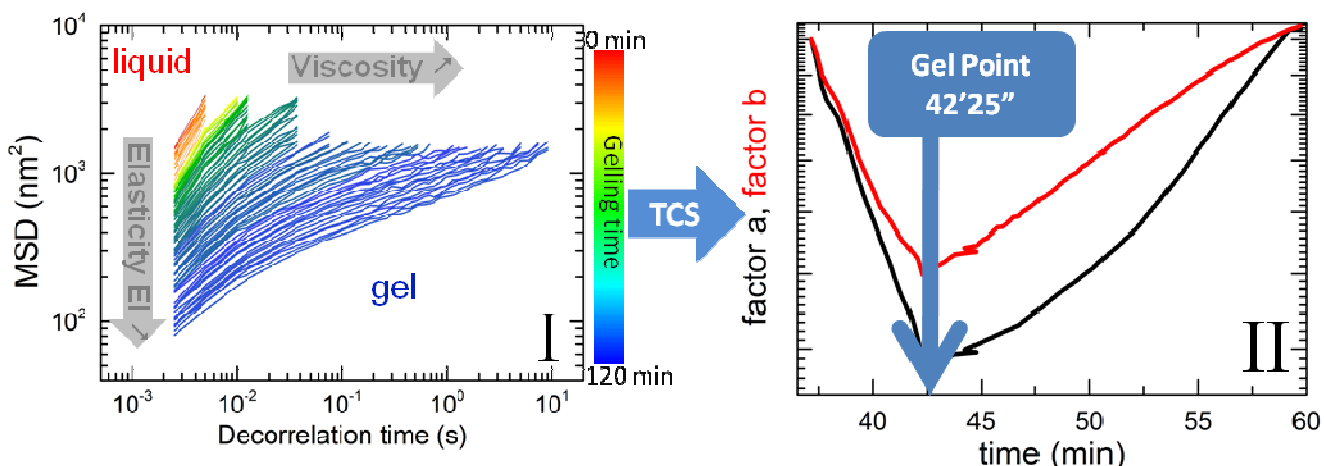 10⁴
liquid
Viscosity ↗
MSD (nm²)
10³
Elasticity El ↗
gel
10²
I
10⁻³ 10⁻² 10⁻¹ 10⁰ 10¹
Decorrelation time (s)
30 min
Gelling time
120 min
TCS
factor a, factor b
Gel Point
42'25"
II
40 45 50 55 60
time (min)